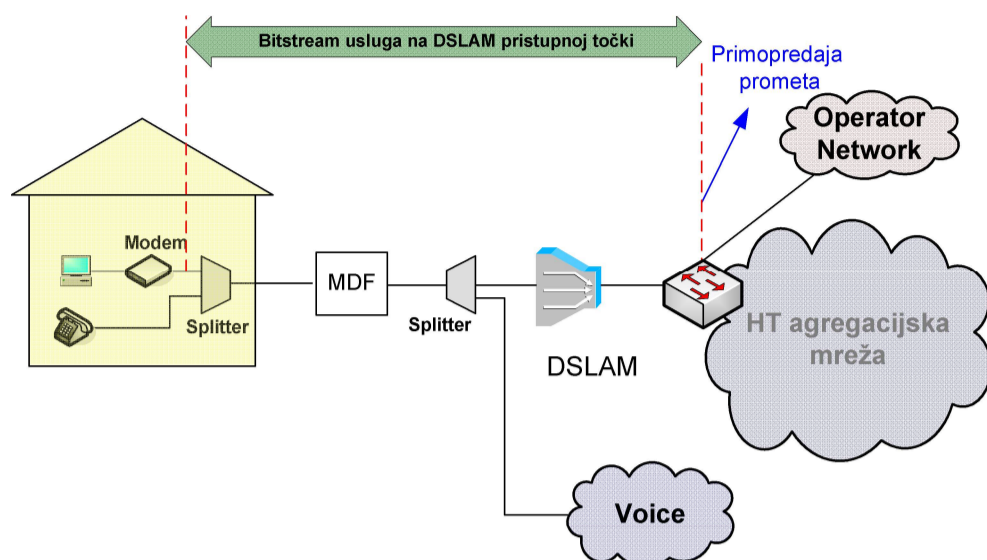 Bitstream usluga na DSLAM pristupnoj točki
Primopredaja
prometa
Operator
Network
Modem
Splitter
MDF
Splitter
DSLAM
HT agregacijska
mreža
Voice